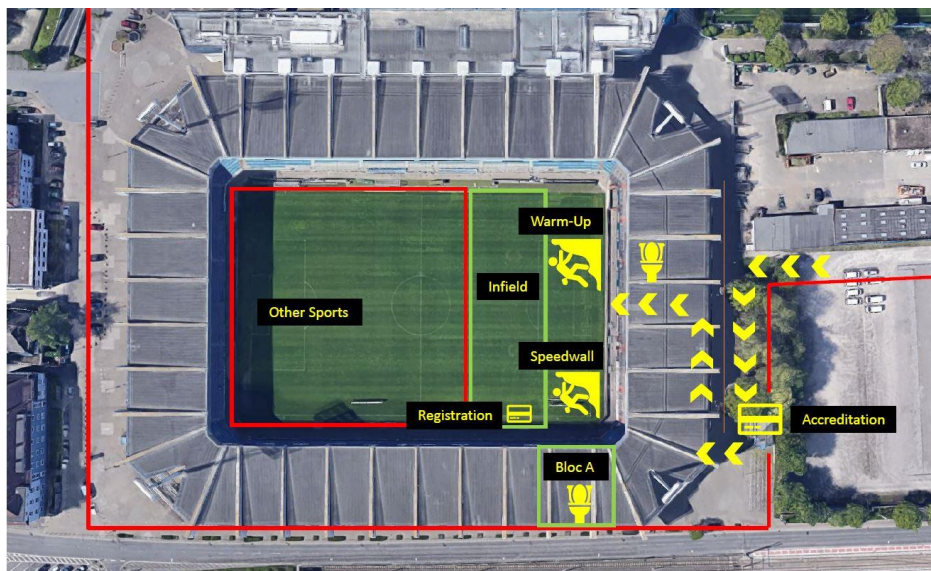 Warm-Up
Infield
Other Sports
Speedwall
Registration
Accreditation
Bloc A